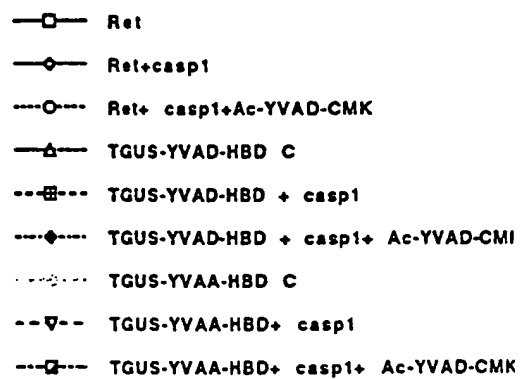 Ret
Ret+casp1
Ret+ casp1+Ac-YVAD-CMK
TGUS-YVAD-HBD C
TGUS-YVAD-HBD + casp1
TGUS-YVAD-HBD + casp1+ Ac-YVAD-CMI
TGUS-YVAA-HBD C
TGUS-YVAA-HBD+ casp1
TGUS-YVAA-HBD+ casp1+ Ac-YVAD-CMK